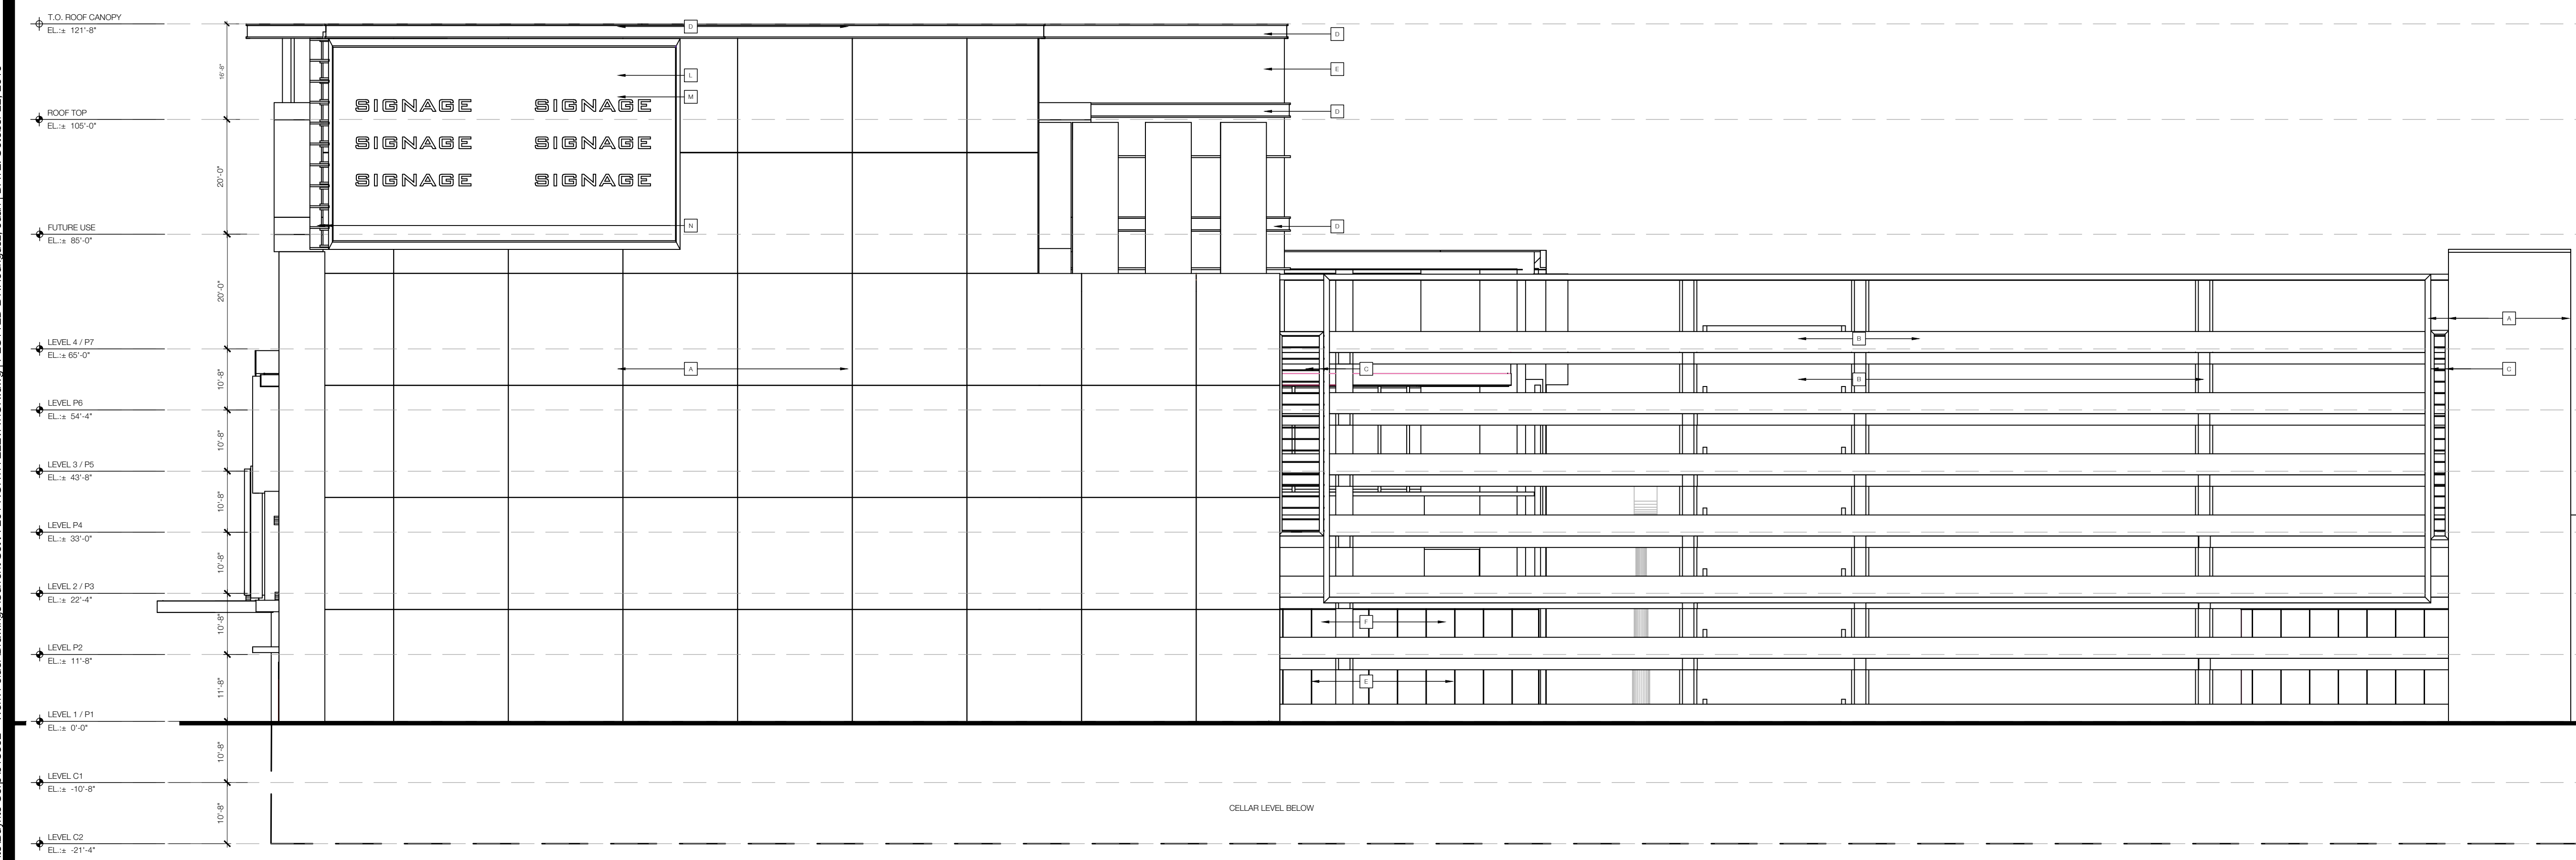 T.O. ROOF CANOPY
EL.:± 121'-8"
16'-8"
ROOF TOP
EL.:± 105'-0"
20'-0"
FUTURE USE
EL.:± 85'-0"
20'-0"
LEVEL 4 / P7
EL.:± 65'-0"
10'-8"
LEVEL P6
EL.:± 54'-4"
10'-8"
LEVEL 3 / P5
EL.:± 43'-8"
10'-8"
LEVEL P4
EL.:± 33'-0"
10'-8"
LEVEL 2 / P3
EL.:± 22'-4"
10'-8"
LEVEL P2
EL.:± 11'-8"
11'-8"
LEVEL 1 / P1
EL.:± 0'-0"
10'-8"
LEVEL C1
EL.:± -10'-8"
10'-8"
LEVEL C2
EL.:± -21'-4"
D
L
M
SIGNAGE SIGNAGE
SIGNAGE SIGNAGE
SIGNAGE SIGNAGE
N
A
D
E
D
D
C
B
B
F
E
A
C
CELLAR LEVEL BELOW